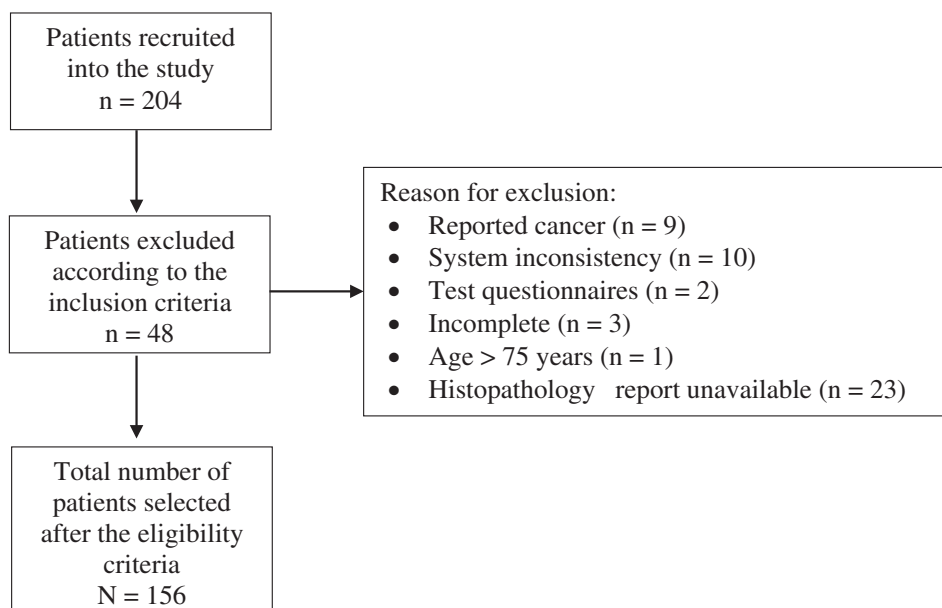 Patients recruited
into the study
n = 204
Patients excluded
according to the
inclusion criteria
n = 48
Reason for exclusion:
• Reported cancer (n = 9)
• System inconsistency (n = 10)
• Test questionnaires (n = 2)
• Incomplete (n = 3)
• Age > 75 years (n = 1)
• Histopathology report unavailable (n = 23)
Total number of
patients selected
after the eligibility
criteria
N = 156